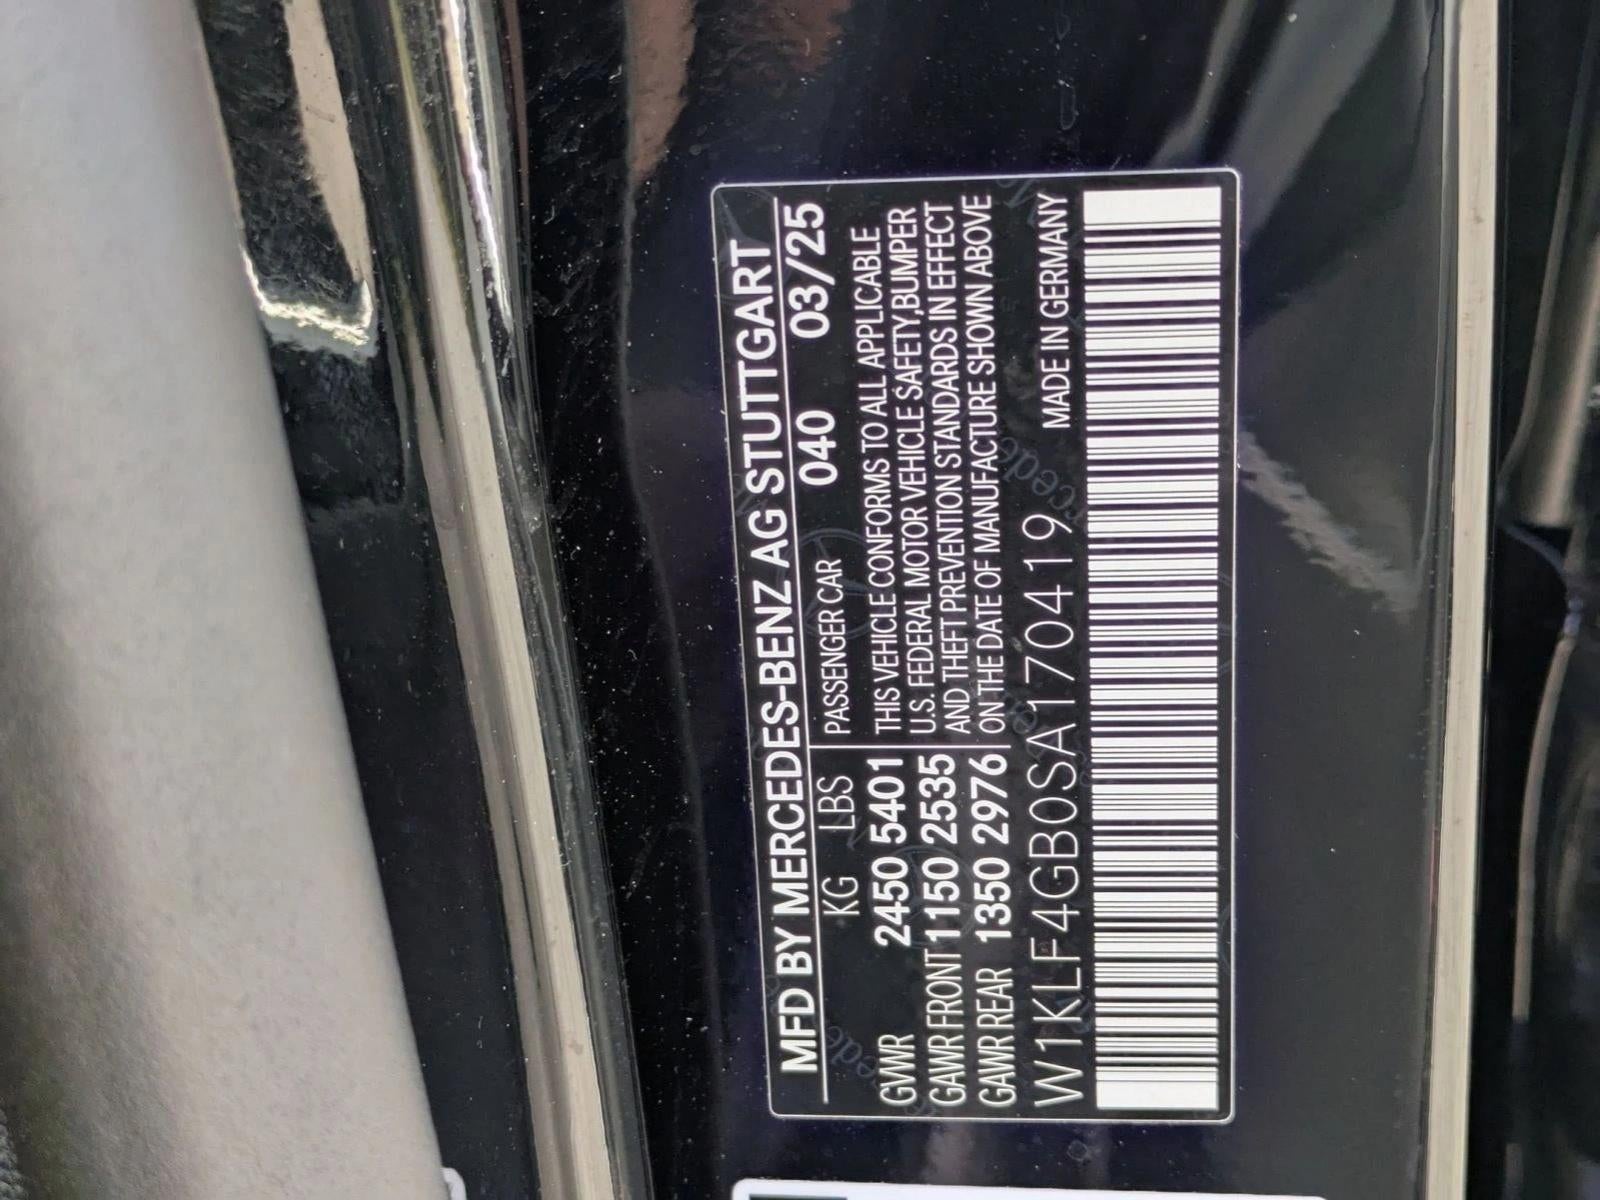 MFD BY MERCEDES-BENZ AG STUTTGART
KG LBS PASSENGER CAR 040 03/25
GWWR 2450 5401 THIS VEHICLE CONFORMS TO ALL APPLICABLE
GAWR FRONT 1150 2535 U.S. FEDERAL MOTOR VEHICLE SAFETY,BUMPER
GAWR REAR 1350 2976 AND THEFT PREVENTION STANDARDS IN EFFECT
ON THE DATE OF MANUFACTURE SHOWN ABOVE
W1KLF4GB0SA170419 MADE IN GERMANY